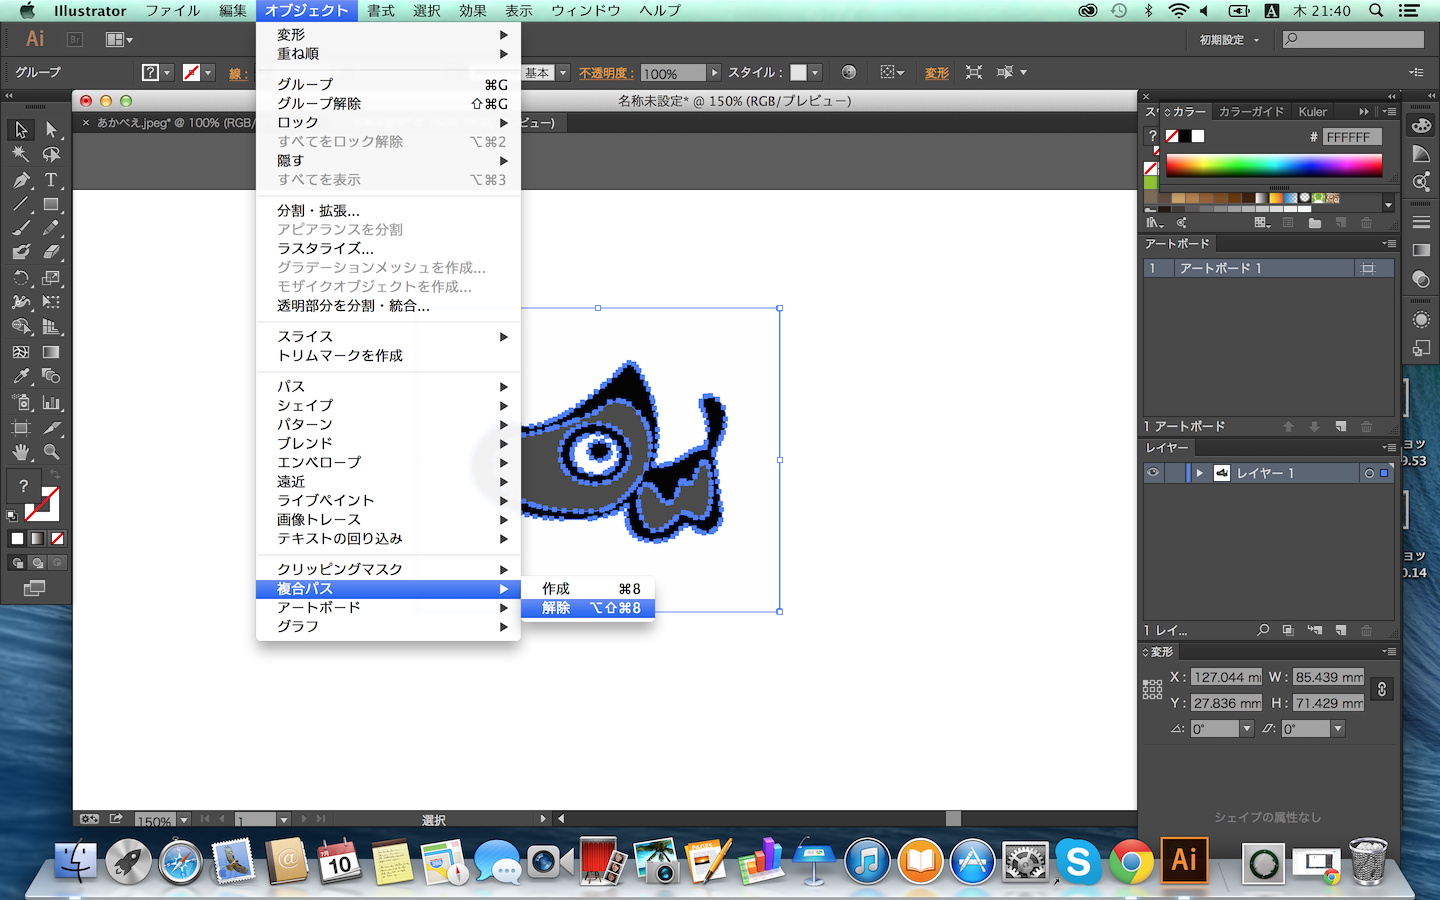 Illustrator ファイル 編集 オブジェクト 書式 選択 効果 表示 ウィンドウ ヘルプ A 木 21:40
Ai Br 初期設定
グループ ? 線： 基本 不透明度： 100% スタイル： 変形
名称未設定* @ 150% (RGB/プレビュー)
× あかべえ.jpeg* @ 100% (RGB/ ビュー)
変形
重ね順
グループ ⌘G
グループ解除 ⇧⌘G
ロック
すべてをロック解除 ⌥⌘2
隠す
すべてを表示 ⌥⌘3
分割・拡張...
アピアランスを分割
ラスタライズ...
グラデーションメッシュを作成...
モザイクオブジェクトを作成...
透明部分を分割・統合...
スライス
トリムマークを作成
パス
シェイプ
パターン
ブレンド
エンベロープ
遠近
ライブペイント
画像トレース
テキストの回り込み
クリッピングマスク
複合パス
アートボード
グラフ
作成 ⌘8
解除 ⌥⇧⌘8
T
?
カラー カラーガイド Kuler
? # FFFFFF
アートボード
1 アートボード 1
1 アートボード
レイヤー
レイヤー 1
1 レイ...
変形
X： 127.044 mm W： 85.439 mm
Y： 27.836 mm H： 71.429 mm
0° 0°
シェイプの属性なし
ョッ
9.53
ョッ
0.14
150% 1 選択
7月
10
PAGES
S
Ai